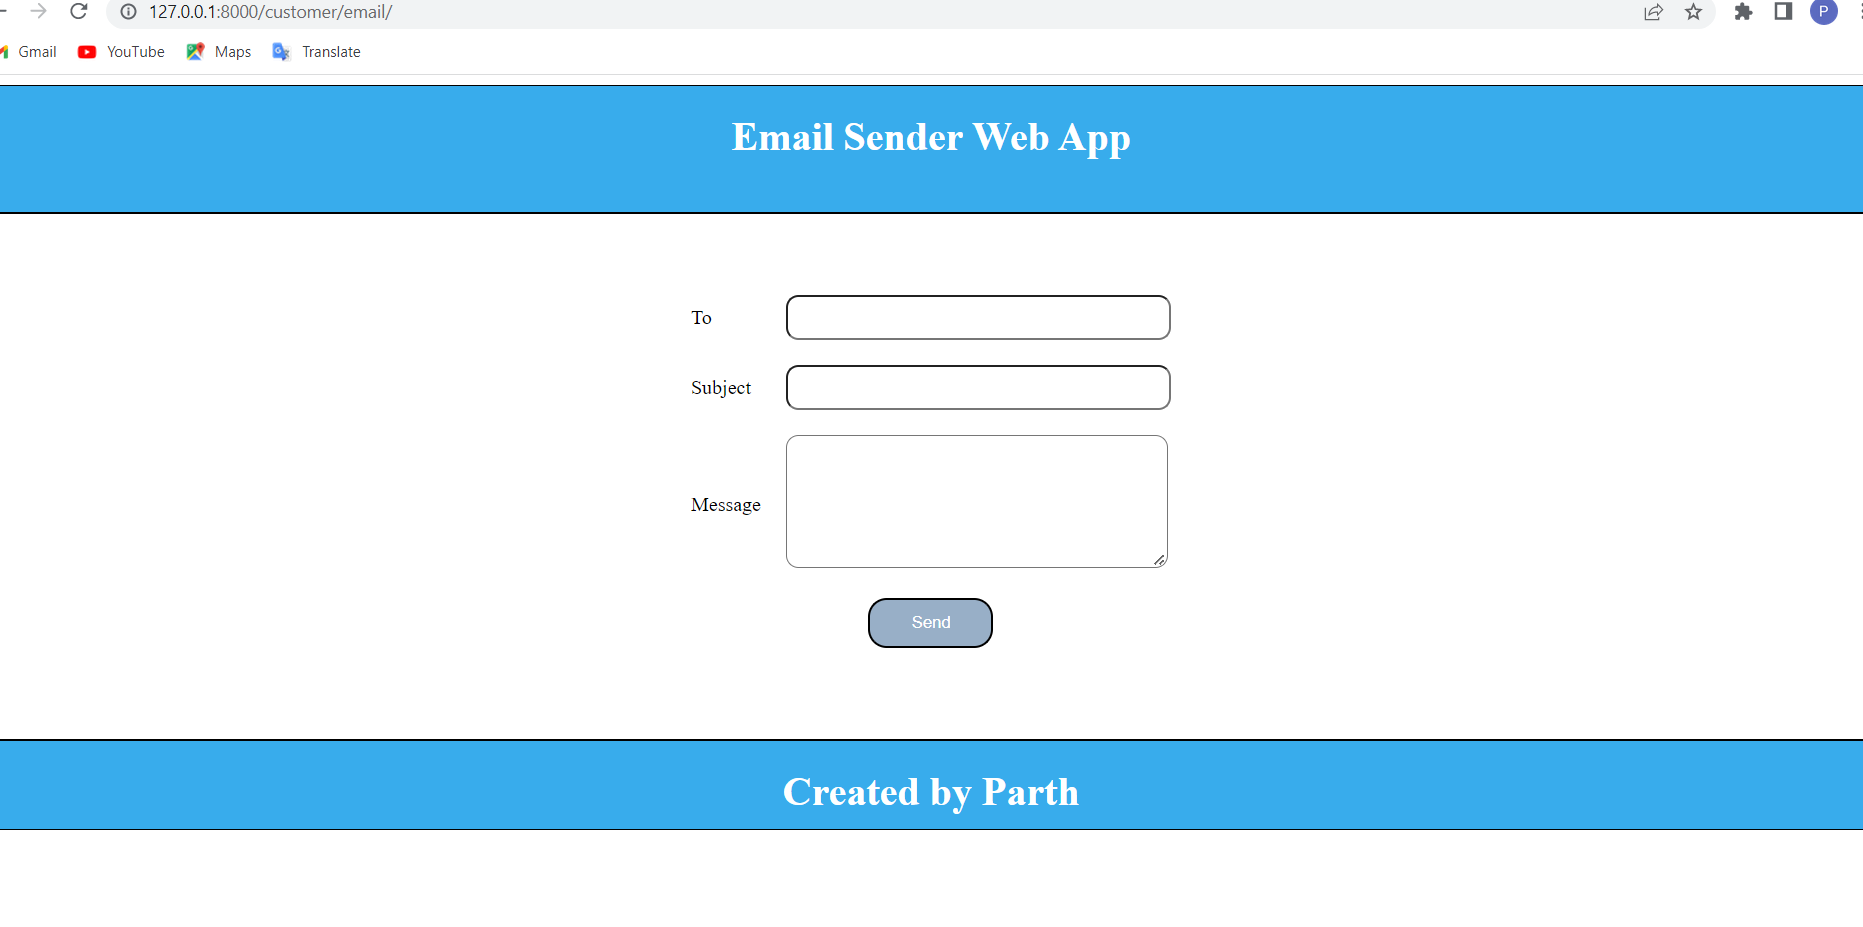 127.0.0.1:8000/customer/email/
P
Gmail YouTube Maps Translate
Email Sender Web App
To
Subject
Message
Send
Created by Parth